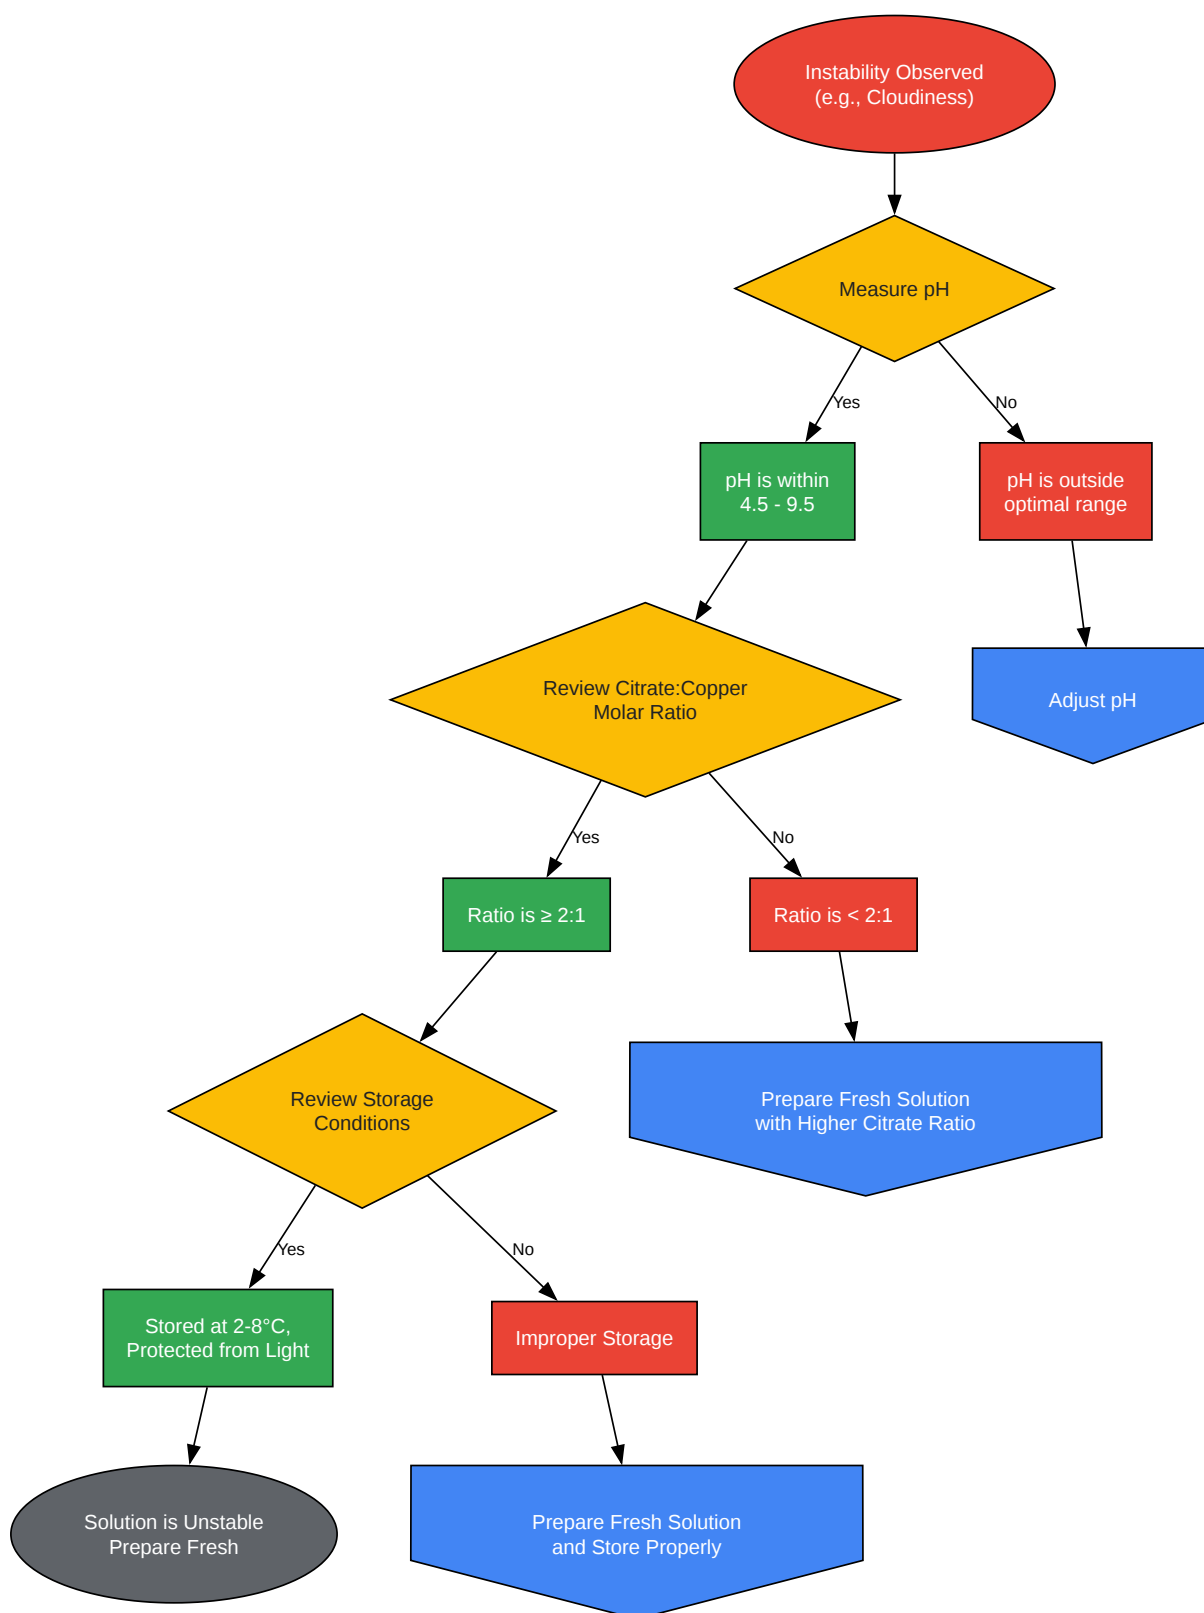 Instability Observed
(e.g., Cloudiness)
Measure pH
Yes
No
pH is within
4.5 - 9.5
pH is outside
optimal range
Review Citrate:Copper
Molar Ratio
Adjust pH
Yes
No
Ratio is ≥ 2:1
Ratio is < 2:1
Review Storage
Conditions
Prepare Fresh Solution
with Higher Citrate Ratio
Yes
No
Stored at 2-8°C,
Protected from Light
Improper Storage
Solution is Unstable
Prepare Fresh
Prepare Fresh Solution
and Store Properly